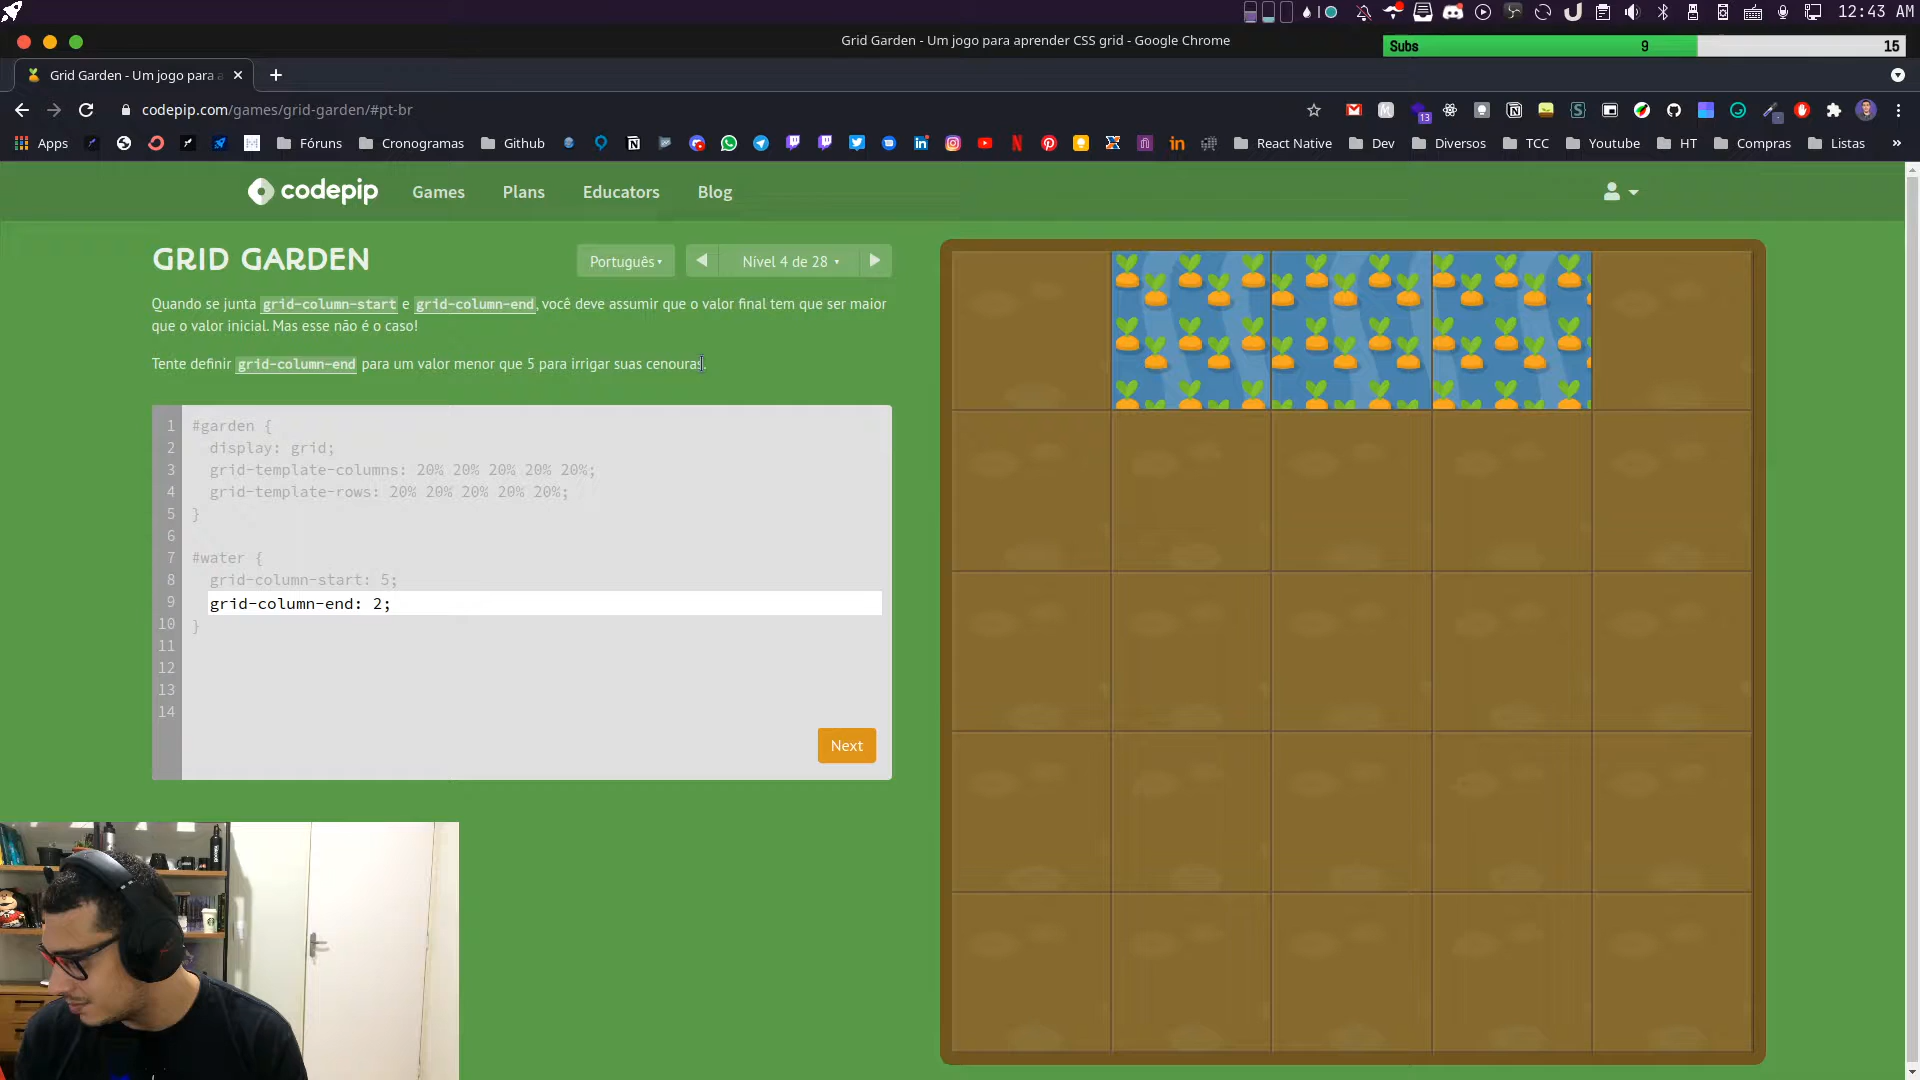 12:43 AM
Grid Garden - Um jogo para aprender CSS grid - Google Chrome
Subs 9 15
Grid Garden - Um jogo para a
codepip.com/games/grid-garden/#pt-br
13
Apps
Fóruns
Cronogramas
Github
React Native
Dev
Diversos
TCC
Youtube
HT
Compras
Listas
»
codepip
Games
Plans
Educators
Blog
GRID GARDEN
Português
Nível 4 de 28
Quando se junta grid-column-start e grid-column-end, você deve assumir que o valor final tem que ser maior
que o valor inicial. Mas esse não é o caso!
Tente definir grid-column-end para um valor menor que 5 para irrigar suas cenouras.
1 #garden {
2 display: grid;
3 grid-template-columns: 20% 20% 20% 20% 20%;
4 grid-template-rows: 20% 20% 20% 20% 20%;
5 }
6
7 #water {
8 grid-column-start: 5;
9 grid-column-end: 2;
10 }
11
12
13
14
Next